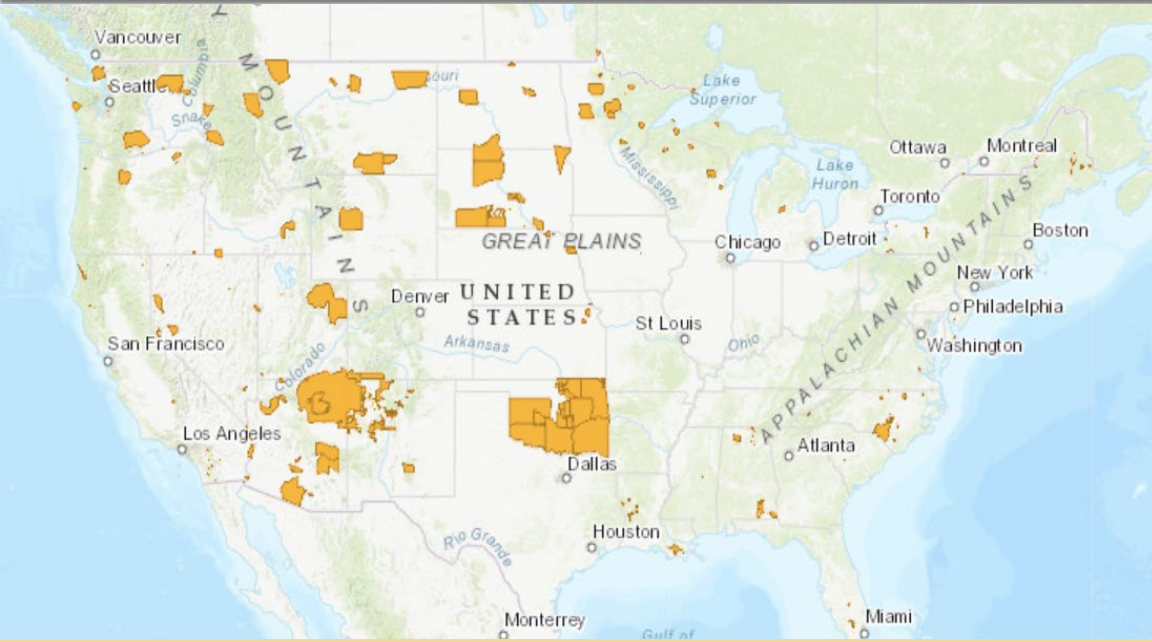 Vancouver
Seattle
Columbia
Snake
MOUNTAINS
ouri
Lake
Superior
Mississippi
Lake
Huron
Ottawa
Montreal
Toronto
Boston
Chicago
Detroit
New York
Philadelphia
Washington
APPALACHIAN MOUNTAINS
GREAT PLAINS
UNITED
STATES
Denver
St Louis
Ohio
Arkansas
San Francisco
Colorado
Los Angeles
Atlanta
Dallas
Houston
Rio Grande
Monterrey
Gulf of
Miami